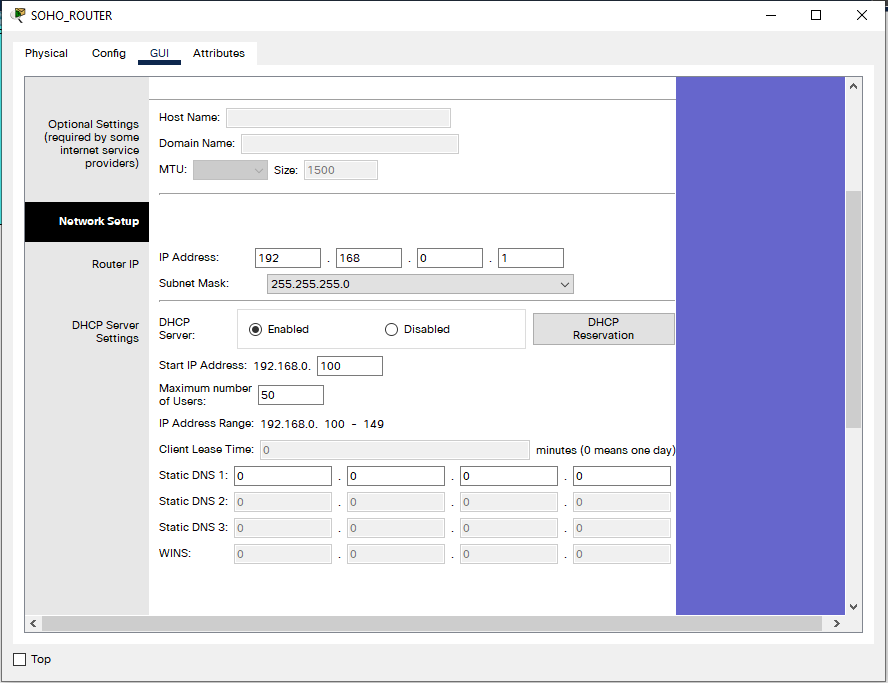 SOHO_ROUTER
Physical Config GUI Attributes
Optional Settings
(required by some
internet service
providers)
Host Name:
Domain Name:
MTU: Size: 1500
Network Setup
Router IP
IP Address: 192 . 168 . 0 . 1
Subnet Mask: 255.255.255.0
DHCP Server
Settings
DHCP
Server:
Enabled Disabled
DHCP
Reservation
Start IP Address: 192.168.0. 100
Maximum number
of Users:
50
IP Address Range: 192.168.0. 100 - 149
Client Lease Time: 0 minutes (0 means one day)
Static DNS 1: 0 . 0 . 0 . 0
Static DNS 2: 0 . 0 . 0 . 0
Static DNS 3: 0 . 0 . 0 . 0
WINS: 0 . 0 . 0 . 0
Top